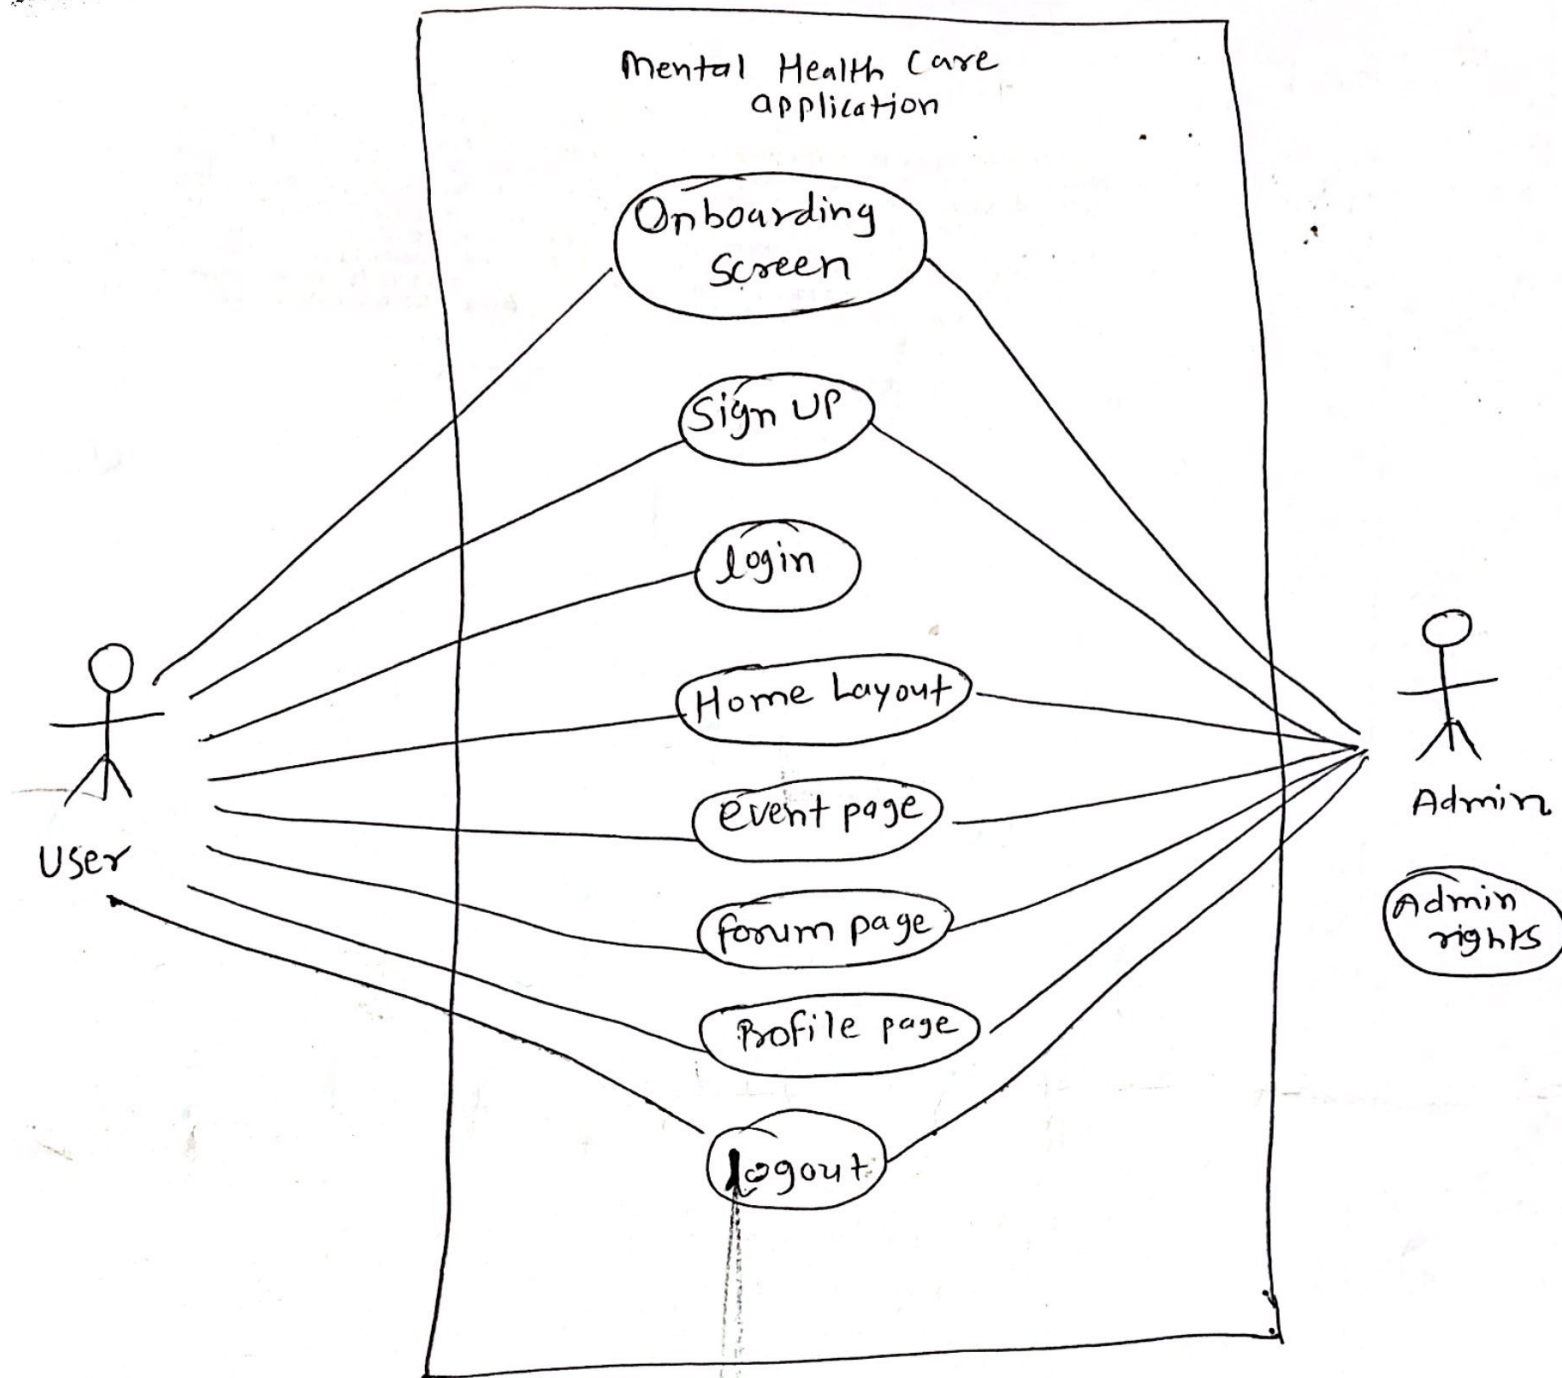 Mental Health Care
application
Onboarding
Screen
Sign UP
login
Home Layout
event page
forum page
Profile page
logout
User
Admin
Admin
rights